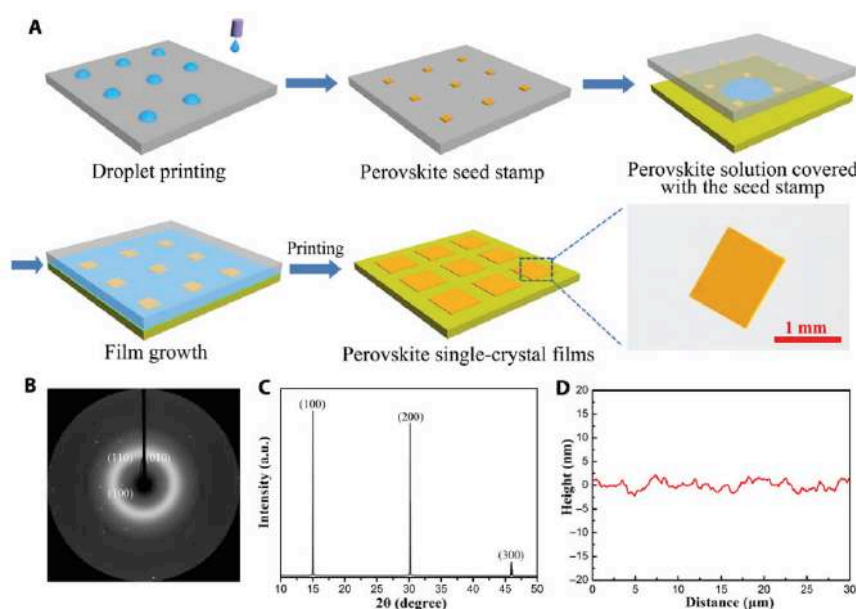 A
Droplet printing
Perovskite seed stamp
Perovskite solution covered
with the seed stamp
Printing
Film growth
Perovskite single-crystal films
1 mm
B
(110)
010)
(100)
C
Intensity (a.u.)
(100)
(200)
(300)
10 15 20 25 30 35 40 45 50
2θ (degree)
D
Height (nm)
20
15
10
5
0
−5
−10
−15
−20
0 5 10 15 20 25 30
Distance (μm)